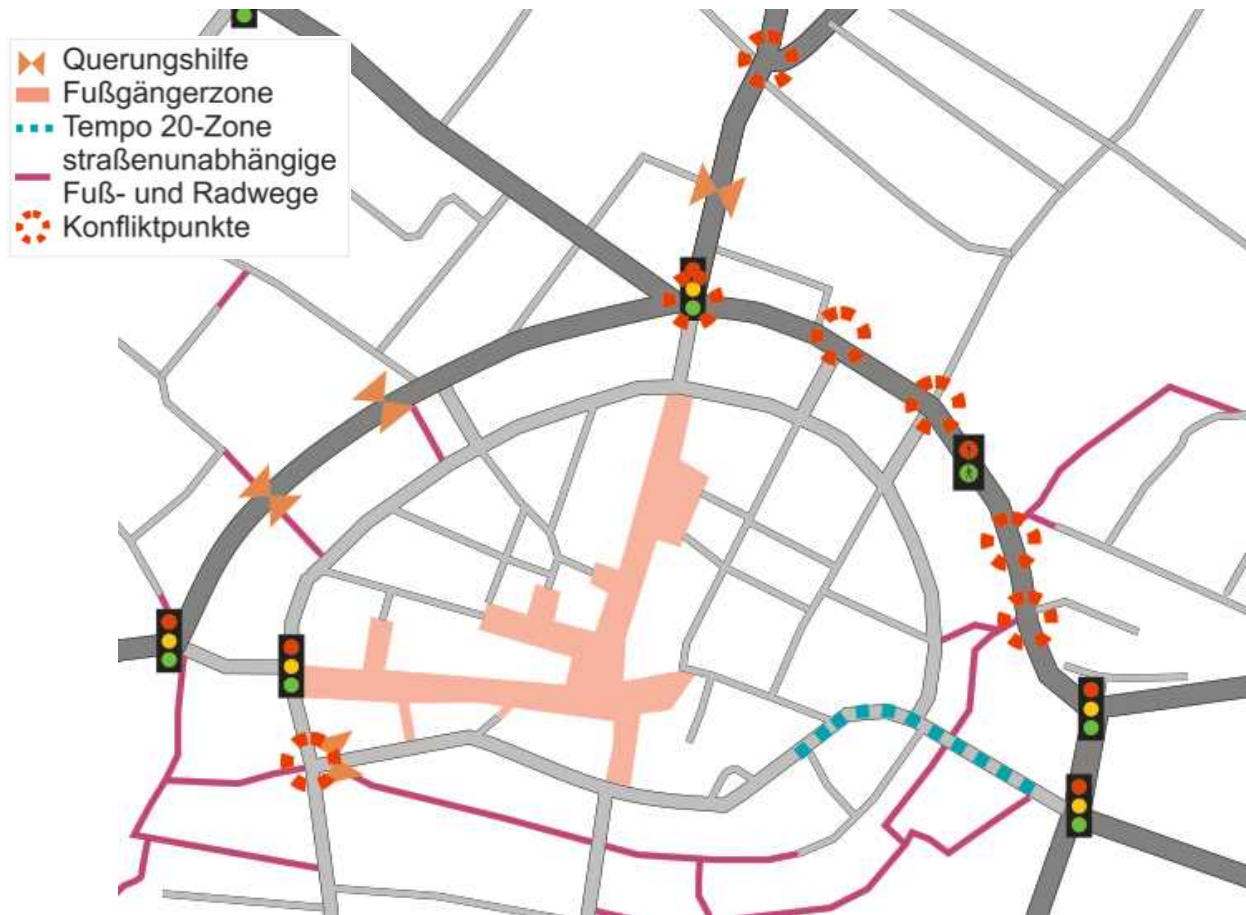 Querungshilfe
Fußgängerzone
Tempo 20-Zone
straßenunabhängige
Fuß- und Radwege
Konfliktpunkte